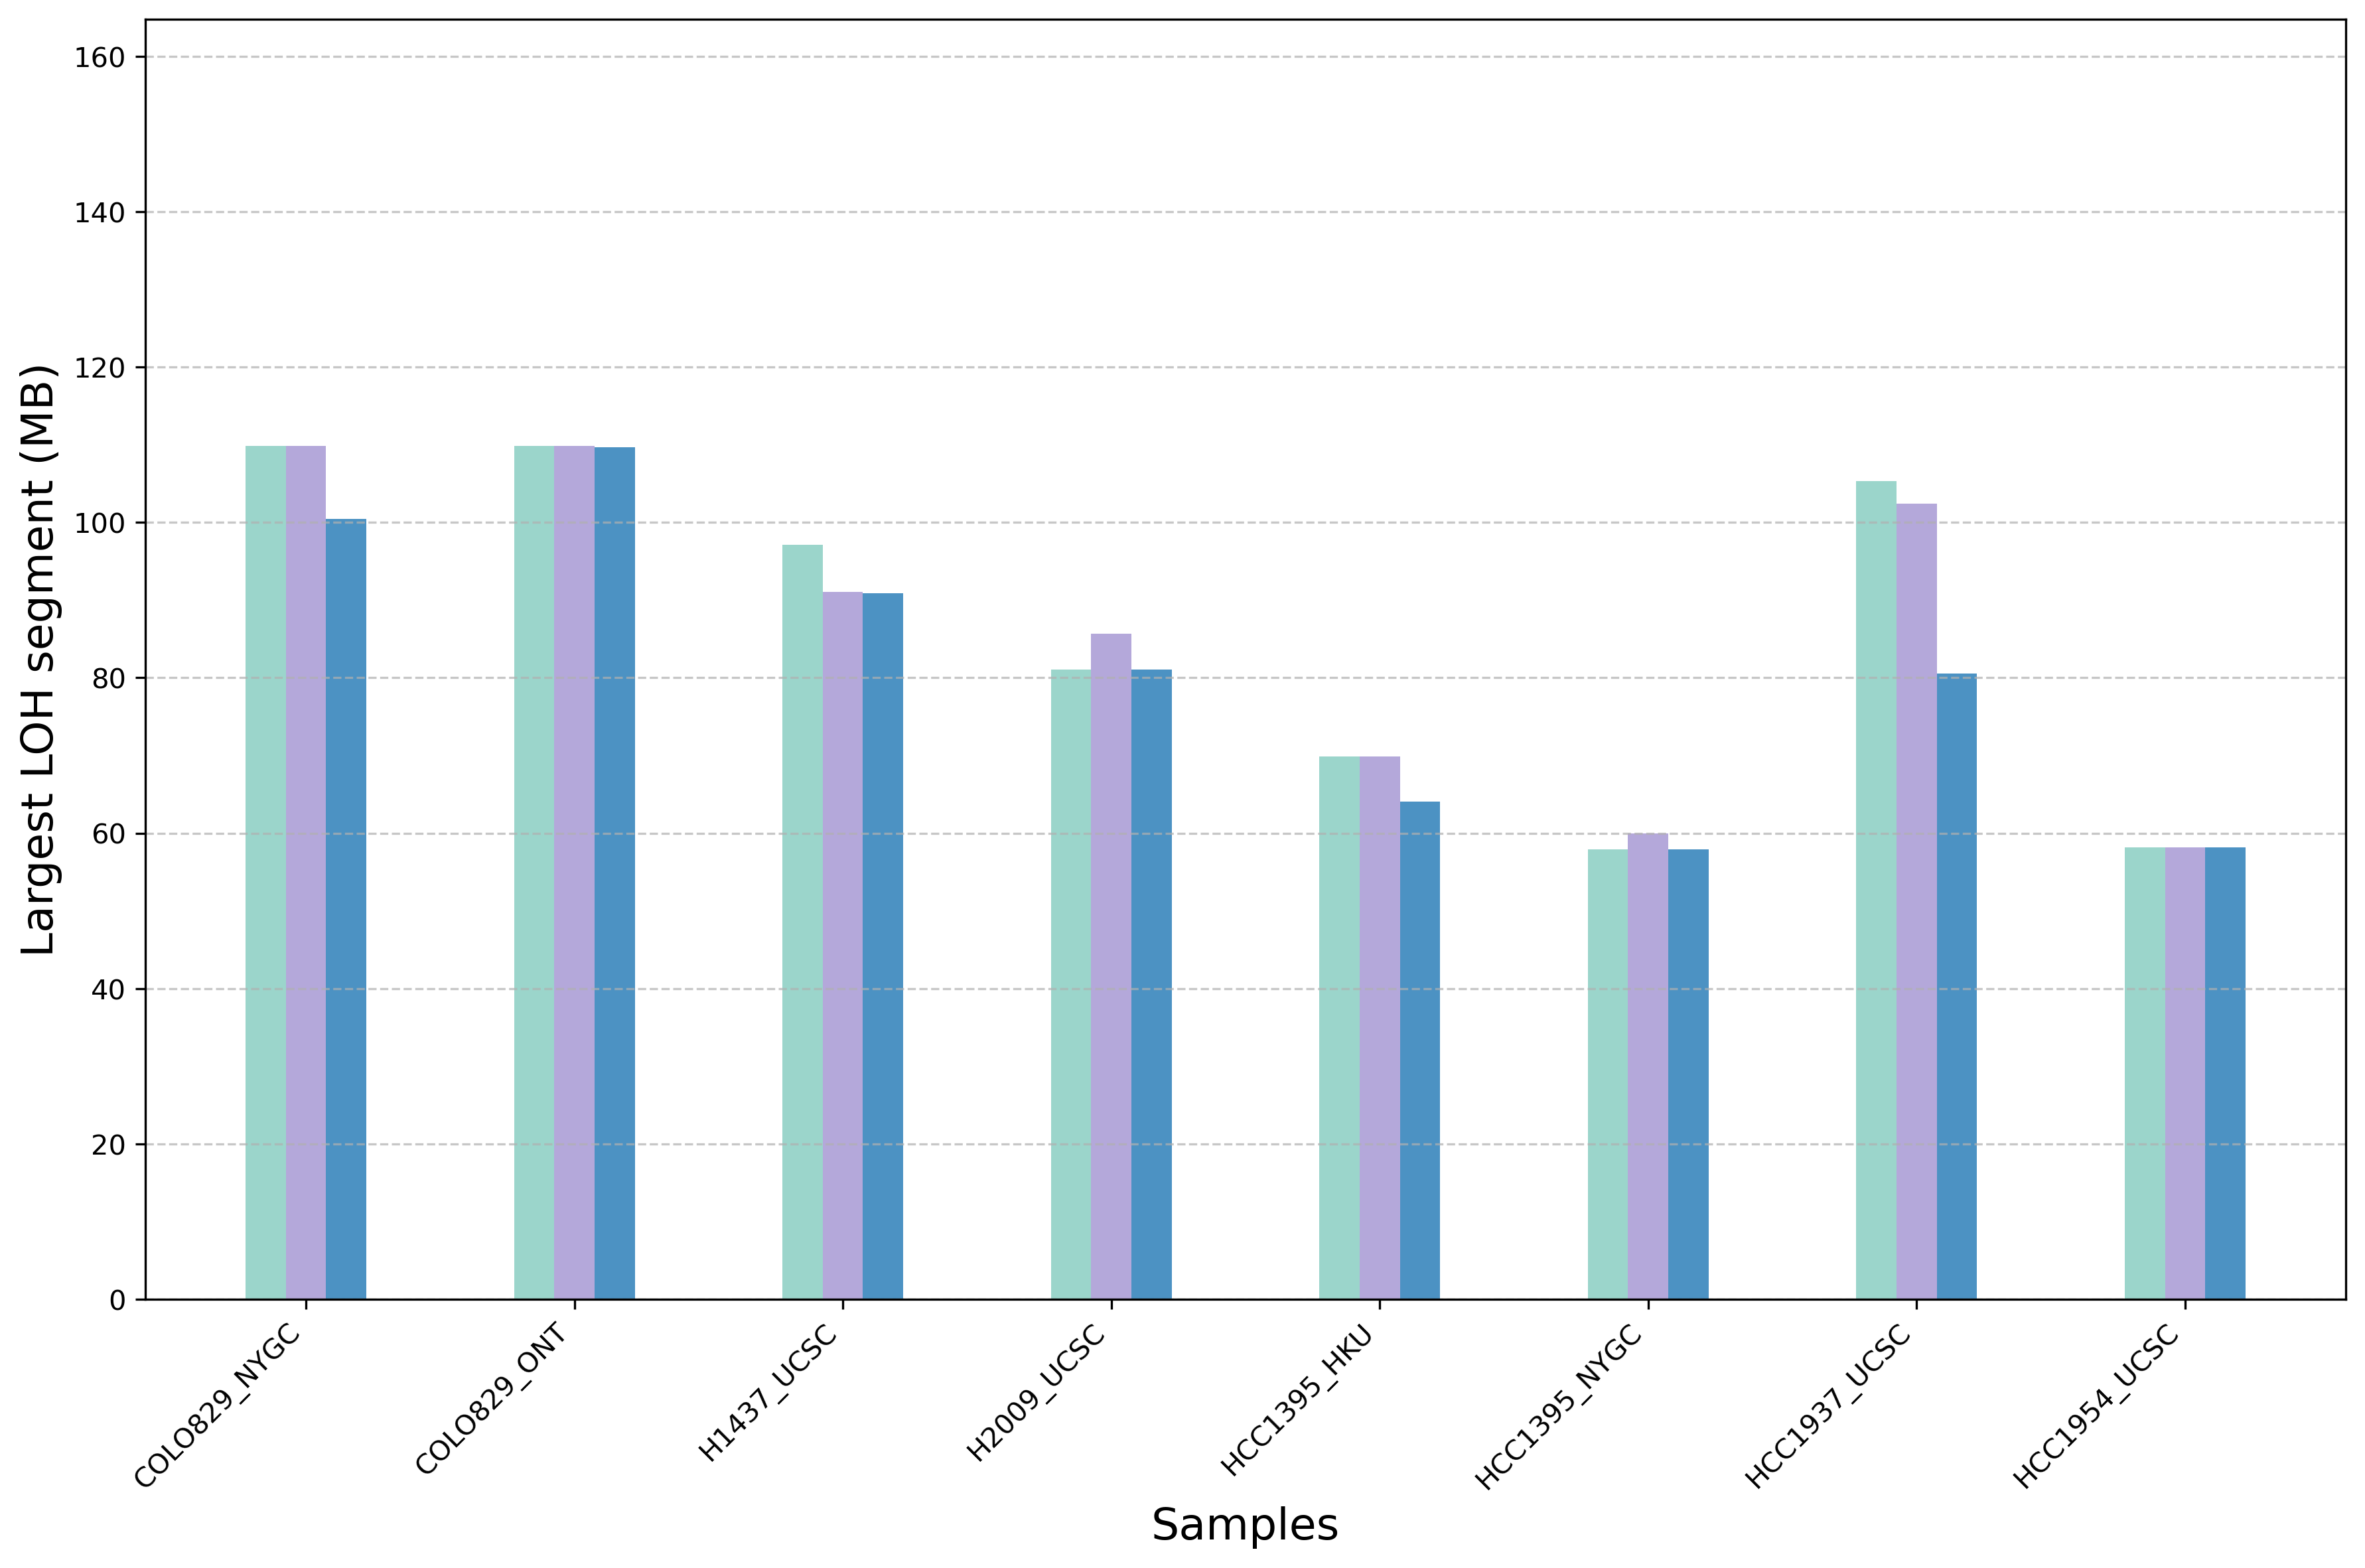 Largest LOH segment (MB)
160
140
120
100
80
60
40
20
0
COLO829_NYGC
COLO829_ONT
H1437_UCSC
H2009_UCSC
HCC1395_HKU
HCC1395_NYGC
HCC1937_UCSC
HCC1954_UCSC
Samples